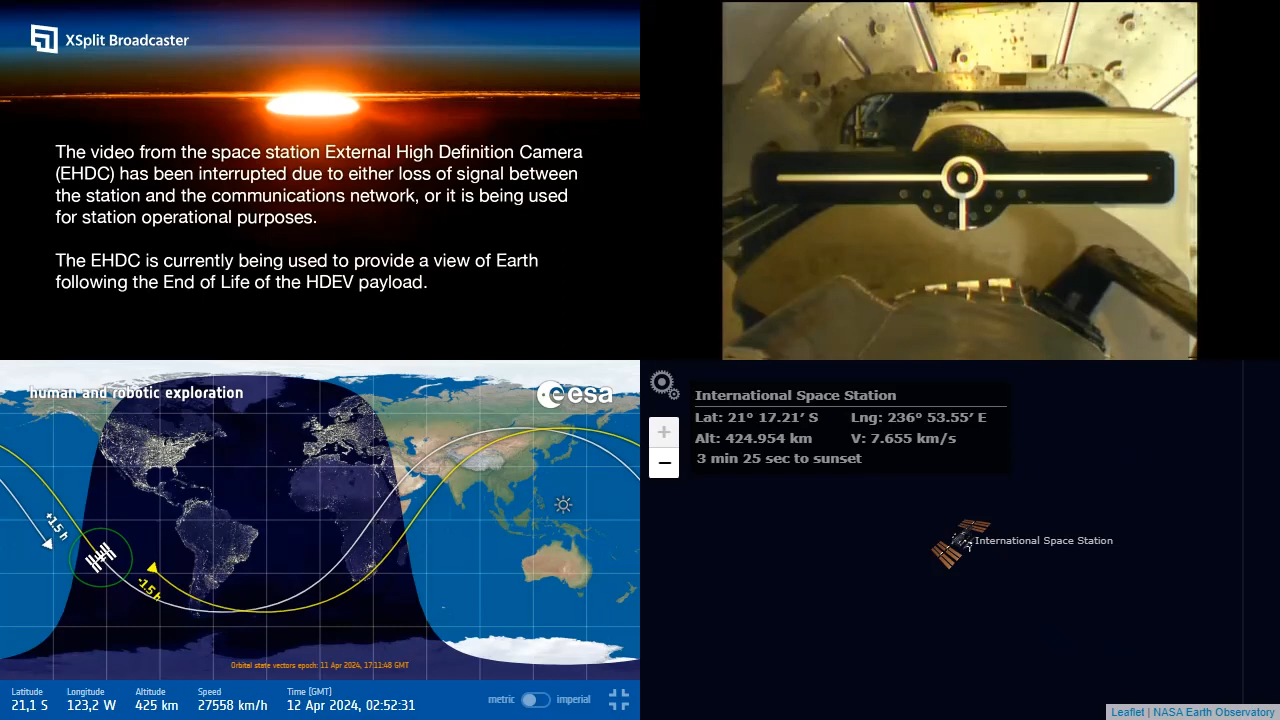 XSplit Broadcaster
The video from the space station External High Definition Camera
(EHDC) has been interrupted due to either loss of signal between
the station and the communications network, or it is being used
for station operational purposes.
The EHDC is currently being used to provide a view of Earth
following the End of Life of the HDEV payload.
human and robotic exploration
esa
+1.5 h
-1.5 h
Orbital state vectors epoch: 11 Apr 2024, 17:11:48 GMT
Latitude Longitude Altitude Speed Time (GMT)
21,1 S 123,2 W 425 km 27558 km/h 12 Apr 2024, 02:52:31
metric imperial
International Space Station
Lat: 21° 17.21′ S Lng: 236° 53.55′ E
Alt: 424.954 km V: 7.655 km/s
3 min 25 sec to sunset
+
−
International Space Station
Leaflet | NASA Earth Observatory